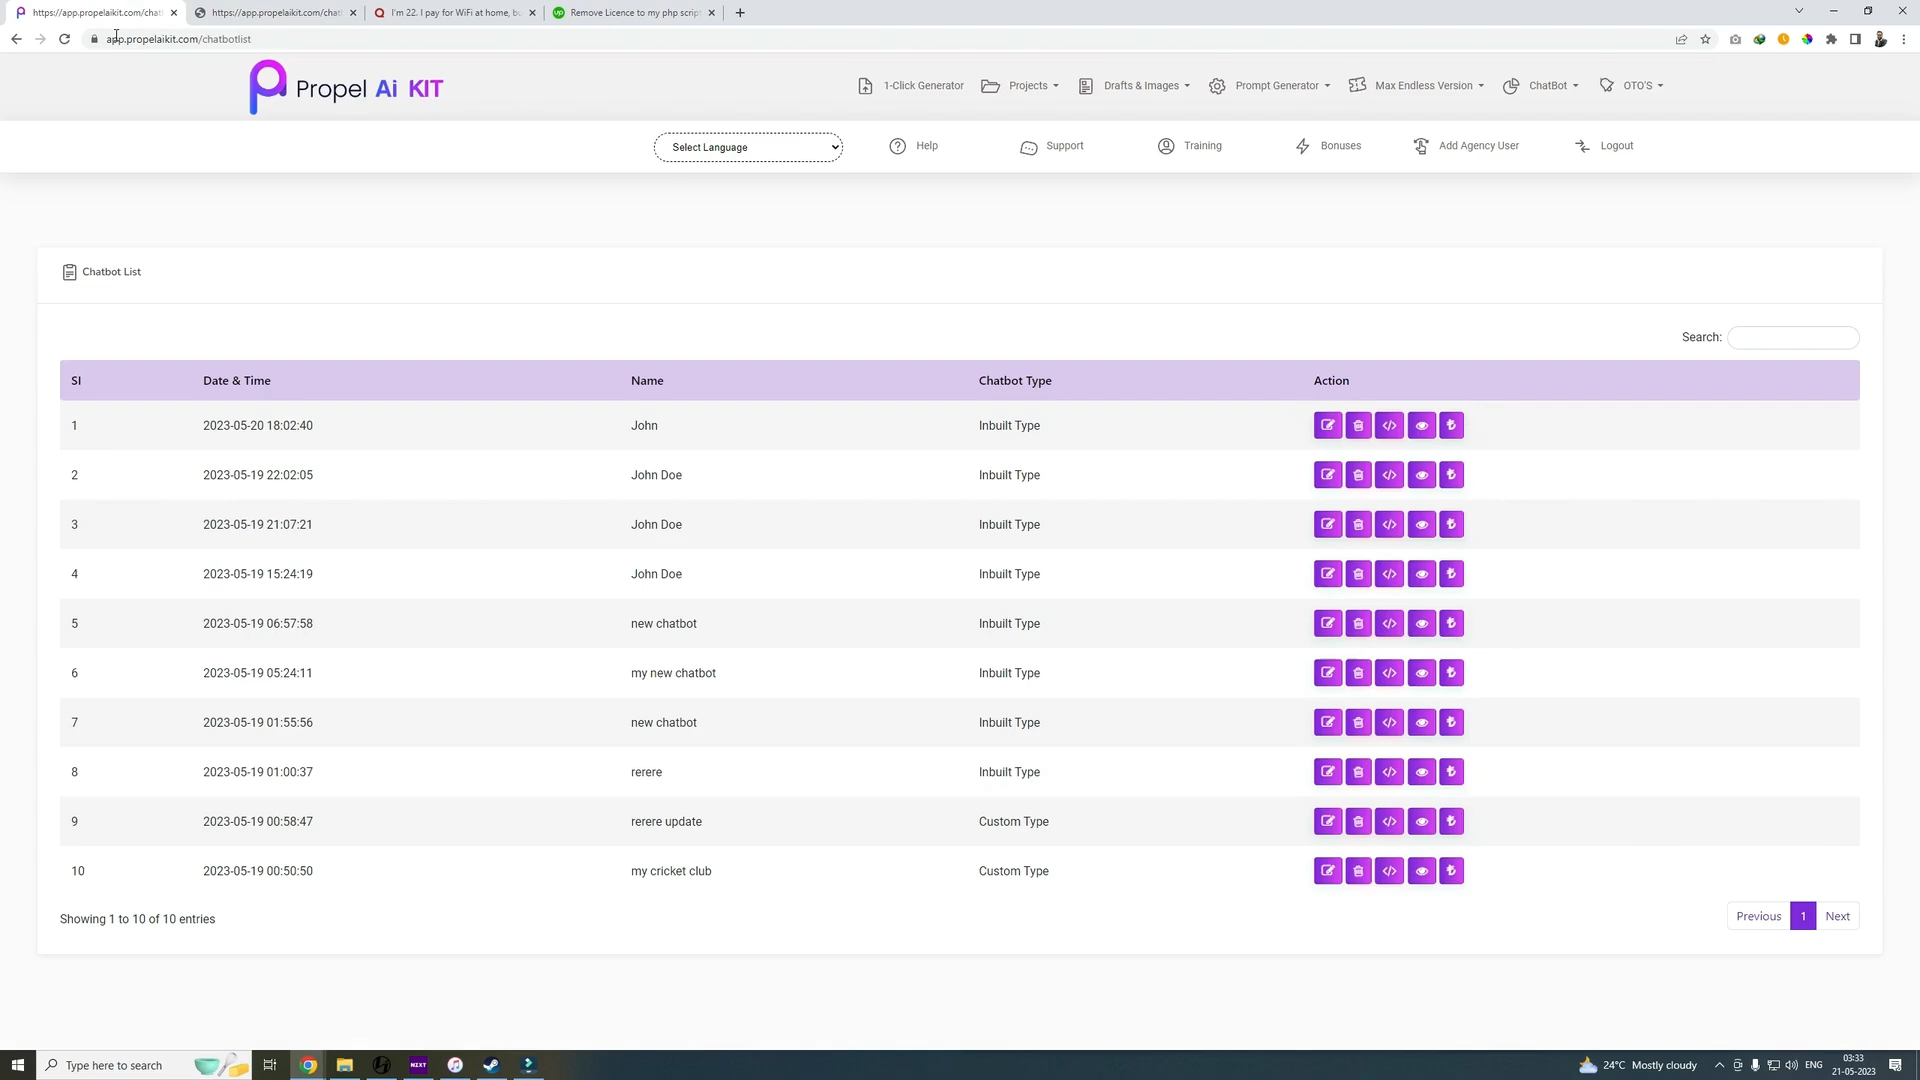 https://app.propelaikit.com/chat
https://app.propelaikit.com/chat
I'm 22. I pay for WiFi at home, bu
Remove Licence to my php script
app.propelaikit.com/chatbotlist
Propel Ai KIT
1-Click Generator
Projects
Drafts & Images
Prompt Generator
Max Endless Version
ChatBot
OTO'S
Select Language
Help
Support
Training
Bonuses
Add Agency User
Logout
Chatbot List
Search:
SI Date & Time Name Chatbot Type Action
1 2023-05-20 18:02:40 John Inbuilt Type
2 2023-05-19 22:02:05 John Doe Inbuilt Type
3 2023-05-19 21:07:21 John Doe Inbuilt Type
4 2023-05-19 15:24:19 John Doe Inbuilt Type
5 2023-05-19 06:57:58 new chatbot Inbuilt Type
6 2023-05-19 05:24:11 my new chatbot Inbuilt Type
7 2023-05-19 01:55:56 new chatbot Inbuilt Type
8 2023-05-19 01:00:37 rerere Inbuilt Type
9 2023-05-19 00:58:47 rerere update Custom Type
10 2023-05-19 00:50:50 my cricket club Custom Type
Showing 1 to 10 of 10 entries
Previous 1 Next
Type here to search
NEXT
24°C Mostly cloudy
ENG
03:33
21-05-2023